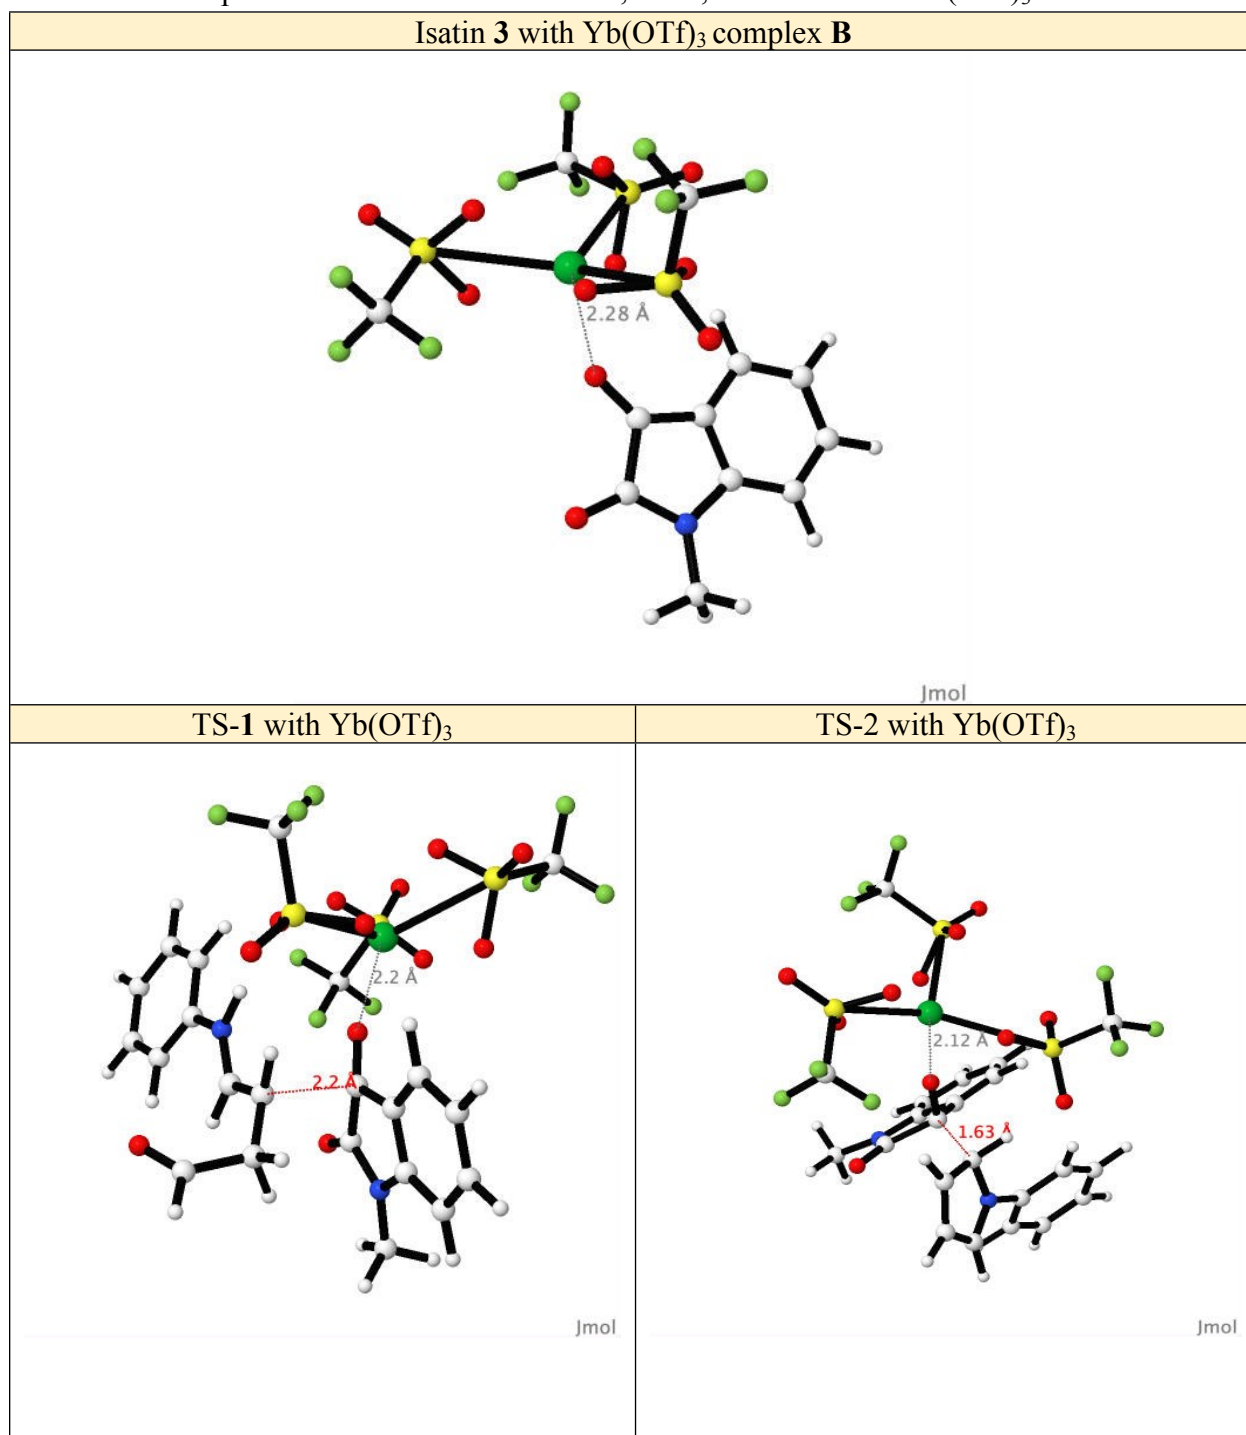 Isatin 3 with Yb(OTf)3 complex B
2.28 Å
Jmol
TS-1 with Yb(OTf)3
TS-2 with Yb(OTf)3
2.2 Å
2.2 Å
Jmol
2.12 Å
1.63 Å
Jmol